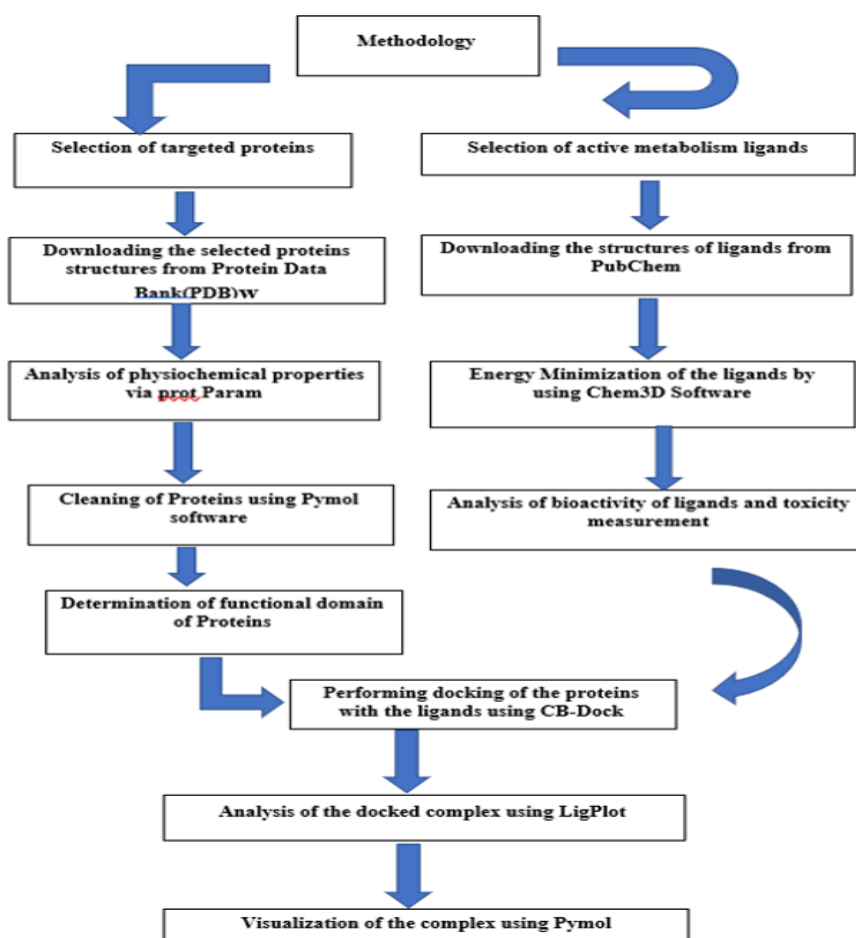 Methodology
Selection of targeted proteins
Selection of active metabolism ligands
Downloading the selected proteins
structures from Protein Data
Bank(PDB)w
Downloading the structures of ligands from
PubChem
Analysis of physiochemical properties
via prot Param
Energy Minimization of the ligands by
using Chem3D Software
Cleaning of Proteins using Pymol
software
Analysis of bioactivity of ligands and toxicity
measurement
Determination of functional domain
of Proteins
Performing docking of the proteins
with the ligands using CB-Dock
Analysis of the docked complex using LigPlot
Visualization of the complex using Pymol